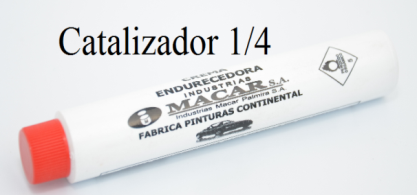 Catalizador 1/4
CREMA
ENDURECEDORA
INDUSTRIAS
MACAR S.A.
Industrias Macar Palmira S.A
FABRICA PINTURAS CONTINENTAL